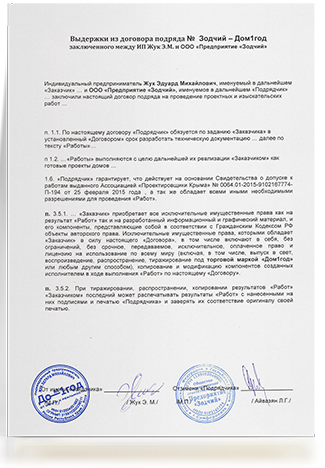 Выдержки из договора подряда № Зодчий – Дом1год
заключенного между ИП Жук Э.М. и ООО «Предприятие «Зодчий»
Индивидуальный предприниматель Жук Эдуард Михайлович, именуемый в дальнейшем
«Заказчик» ... и ООО «Предприятие «Зодчий», именуемое в дальнейшем «Подрядчик»
... заключили настоящий договор подряда на проведение проектных и изыскательских
работ ...
п. 1.1. По настоящему договору «Подрядчик» обязуется по заданию «Заказчика» в
установленный «Договором» срок разработать техническую документацию ... далее по
тексту «Работы»...
п 1.2. ...«Работы» выполняются с целью дальнейшей их реализации «Заказчиком» как
готовые проекты домов ...
1.6. «Подрядчик» гарантирует, что действует на основании Свидетельства о допуске к
работам выданного Ассоциацией «Проектировщики Крыма» № 0064.01-2015-9102167774-
П-194 от 25 февраля 2015 года , а так же обладает всеми иными необходимыми
разрешениями для проведения «Работ».
в. 3.5.1. ... «Заказчик» приобретает все исключительные имущественные права как на
результат «Работ» так и на разработанный информационный и графический материал, и
его компоненты, представляющие собой в соответствии с Гражданским Кодексом РФ
объекты авторского права. Исключительные имущественные права, которыми обладает
«Заказчик» в силу настоящего «Договора», в том числе включают в себя, без
ограничений, без срочное, передаваемое, исключительное, оплаченное право и
лицензию на использование по всему миру (включая, в том числе, выпуск в свет,
воспроизведение, распространение, тиражирование под торговой маркой «Дом1год»
или любым другим способом), копирование и модификацию компонентов созданных
исполнителем в ходе выполнения «Работ» по настоящему «Договору».
в. 3.5.2. При тиражировании, распространении, копировании результатов «Работ»
«Заказчиком» последний может распечатывать результаты «Работ» с нанесенными на
них подписями и печатью «Подрядчика» и заверять их соответствие оригиналу своей
печатью.
До-1год
/ Жук Э.М./
Предприятие
"Зодчий"
«Подрядчика»
М.П./
/ Айвазян Л.Г./